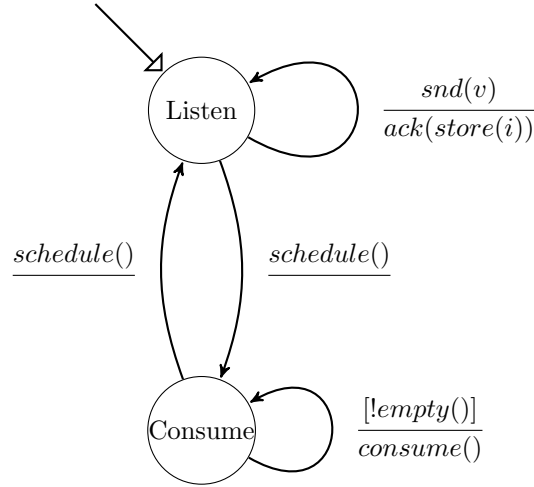 Listen
snd(v)
ack(store(i))
schedule()
schedule()
Consume
[!empty()]
consume()